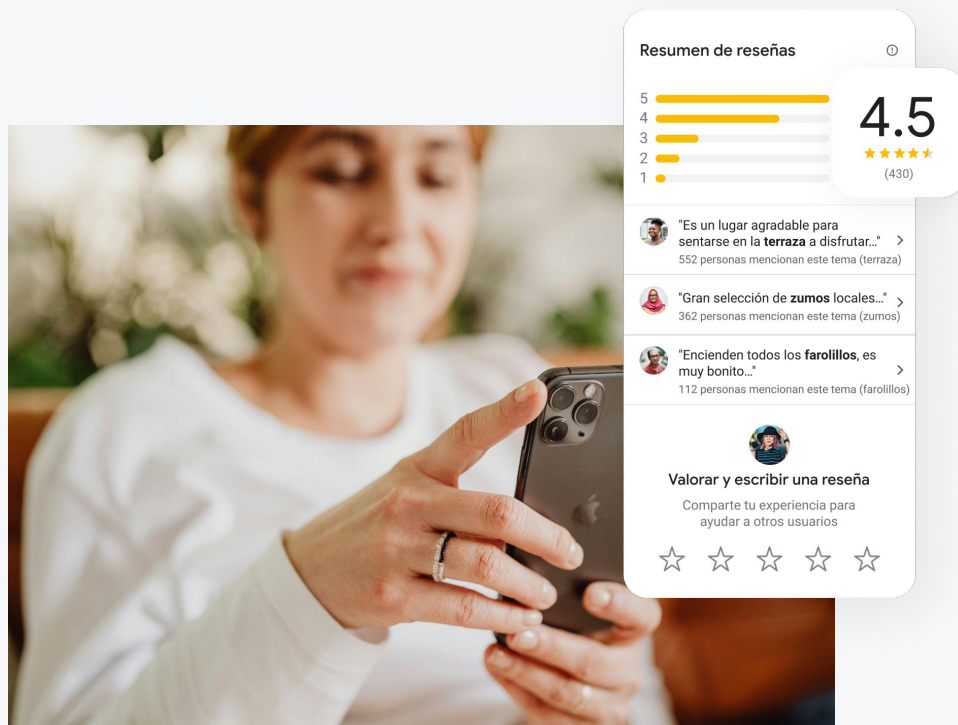 Resumen de reseñas
5
4
3
2
1
4.5
(430)
"Es un lugar agradable para
sentarse en la terraza a disfrutar..."
552 personas mencionan este tema (terraza)
"Gran selección de zumos locales..."
362 personas mencionan este tema (zumos)
"Encienden todos los farolillos, es
muy bonito..."
112 personas mencionan este tema (farolillos)
Valorar y escribir una reseña
Comparte tu experiencia para
ayudar a otros usuarios